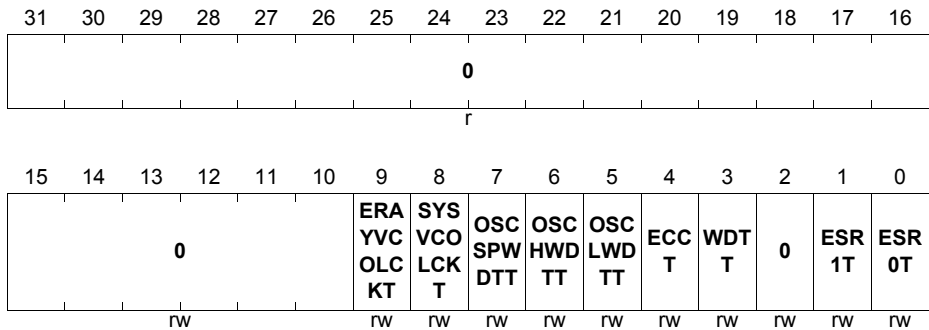 31 30 29 28 27 26 25 24 23 22 21 20 19 18 17 16
0
r
15 14 13 12 11 10 9 8 7 6 5 4 3 2 1 0
0
ERA
YVC
OLC
KT
SYS
VCO
LCK
T
OSC
SPW
DTT
OSC
HWD
TT
OSC
LWD
TT
ECC
T
WDT
T
0
ESR
1T
ESR
0T
rw rw rw rw rw rw rw rw rw rw rw